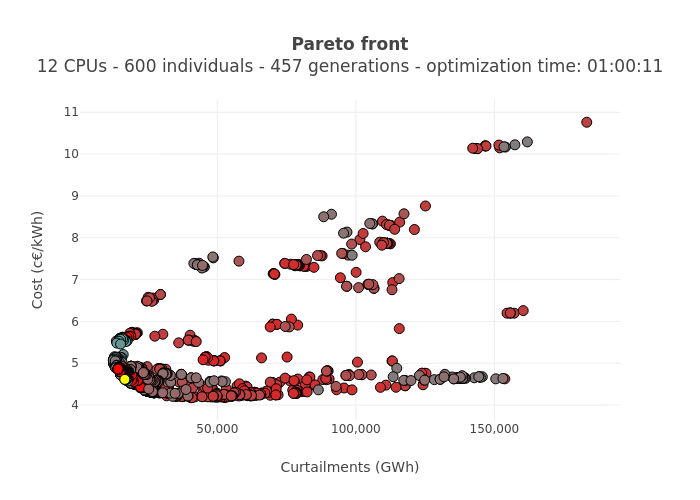 Pareto front
12 CPUs - 600 individuals - 457 generations - optimization time: 01:00:11
11
10
9
8
7
6
5
4
Cost (c€/kWh)
50,000
100,000
150,000
Curtailments (GWh)